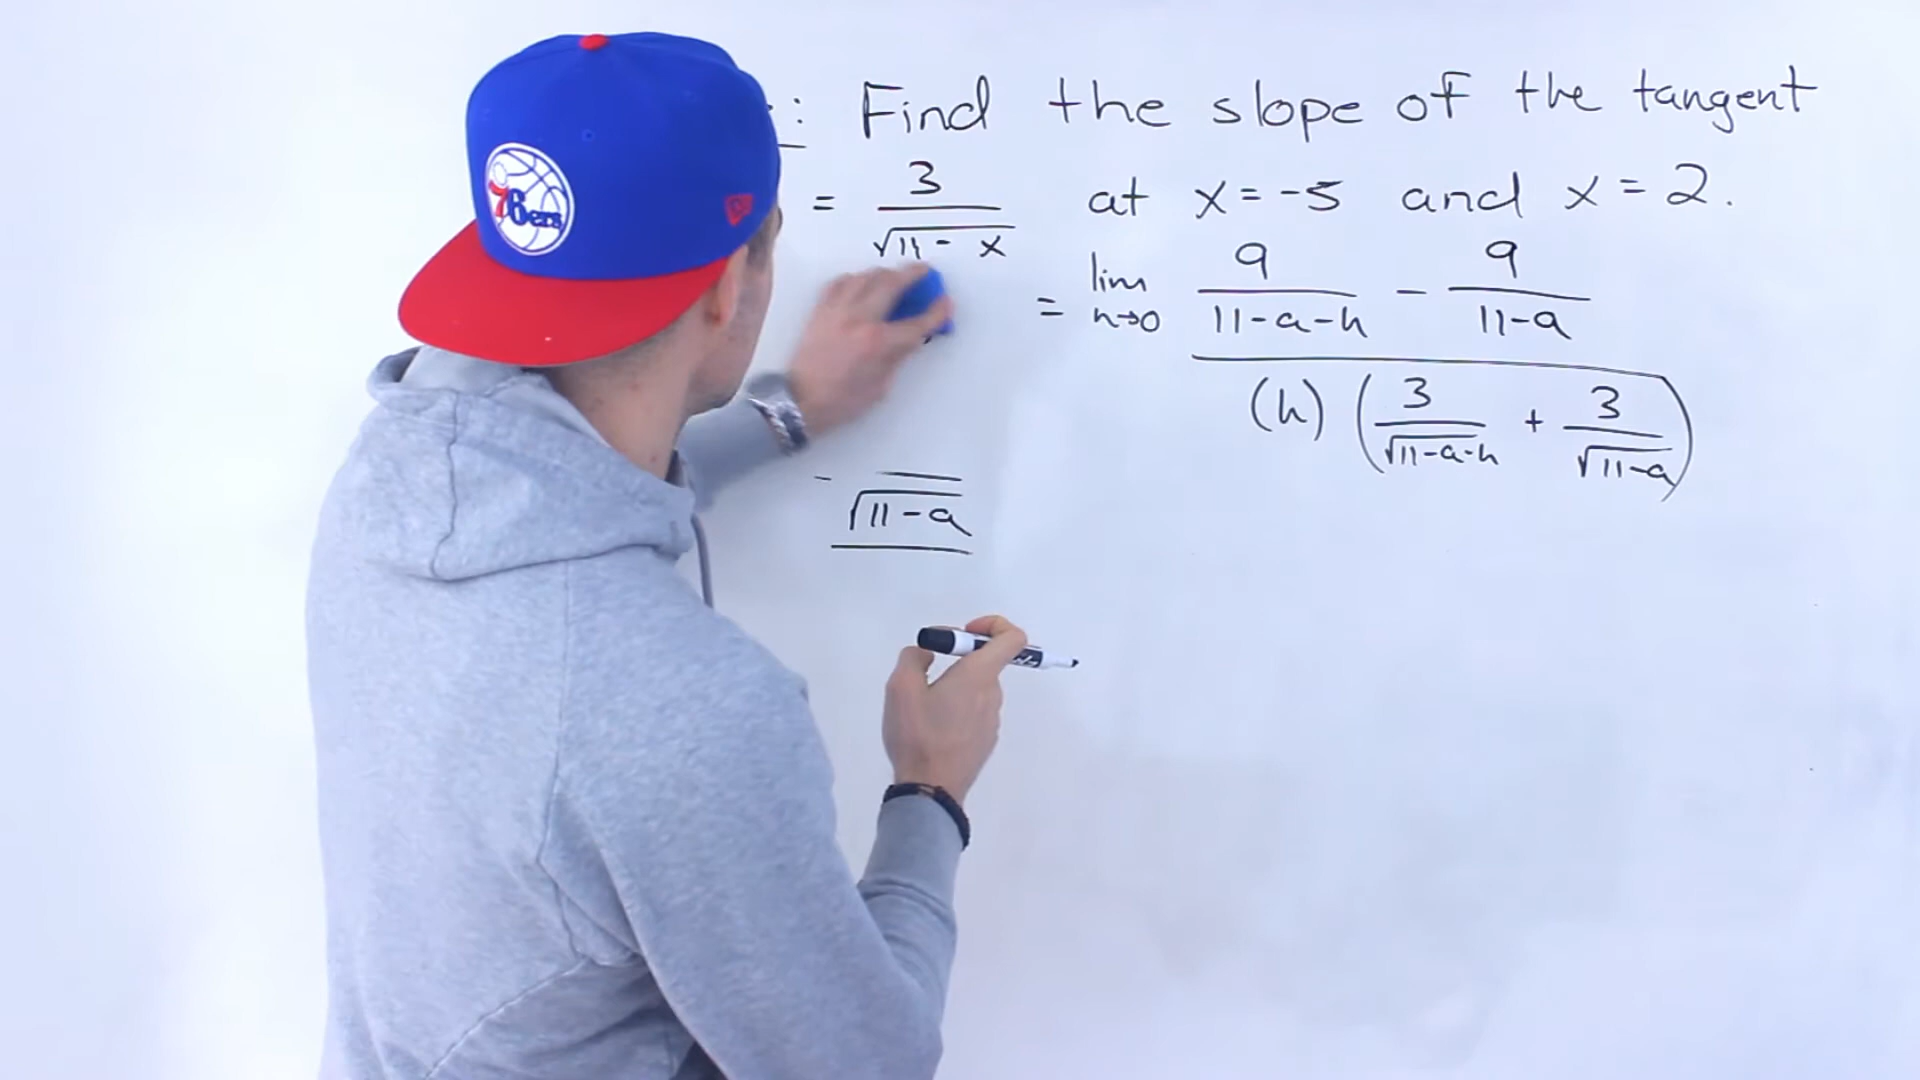 : Find the slope of the tangent
= 3/√(11 - x) at x = -5 and x = 2.
= lim h→0 9/(11-a-h) - 9/(11-a)
(h) (3/√(11-a-h) + 3/√(11-a))
- /√(11-a)
76ers